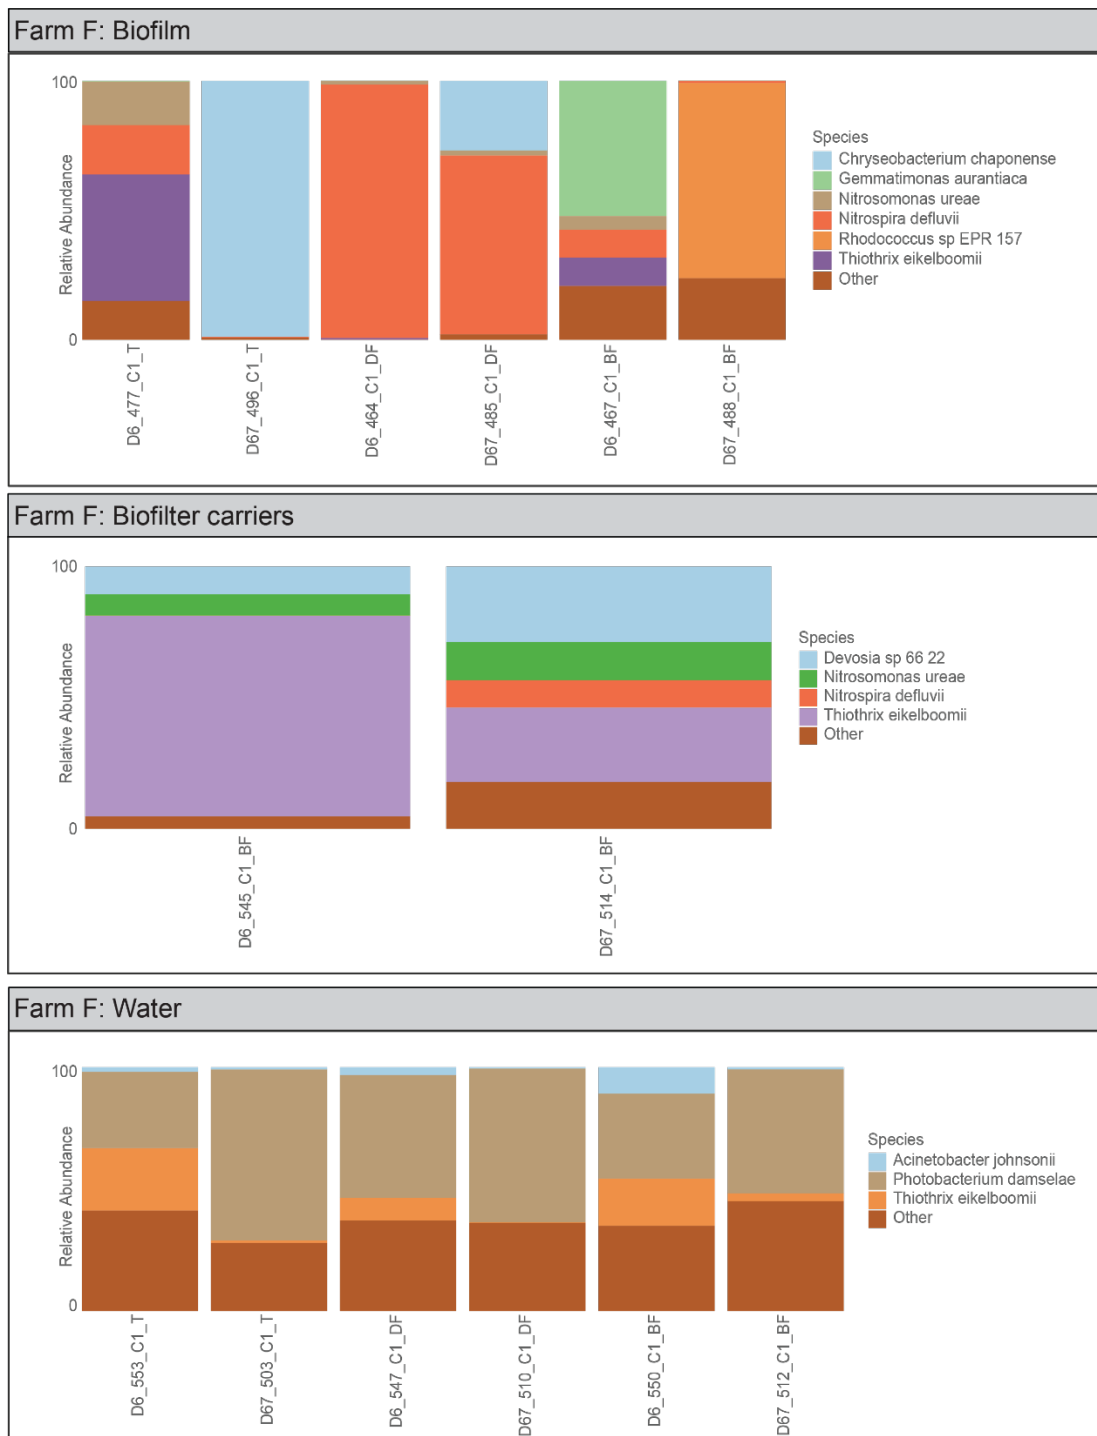 Farm F: Biofilm
100
Relative Abundance
0
D6_477_C1_T
D67_496_C1_T
D6_464_C1_DF
D67_485_C1_DF
D6_467_C1_BF
D67_488_C1_BF
Species
Chryseobacterium chaponense
Gemmatimonas aurantiaca
Nitrosomonas ureae
Nitrospira defluvii
Rhodococcus sp EPR 157
Thiothrix eikelboomii
Other
Farm F: Biofilter carriers
100
Relative Abundance
0
D6_545_C1_BF
D67_514_C1_BF
Species
Devosia sp 66 22
Nitrosomonas ureae
Nitrospira defluvii
Thiothrix eikelboomii
Other
Farm F: Water
100
Relative Abundance
0
D6_553_C1_T
D67_503_C1_T
D6_547_C1_DF
D67_510_C1_DF
D6_550_C1_BF
D67_512_C1_BF
Species
Acinetobacter johnsonii
Photobacterium damselae
Thiothrix eikelboomii
Other